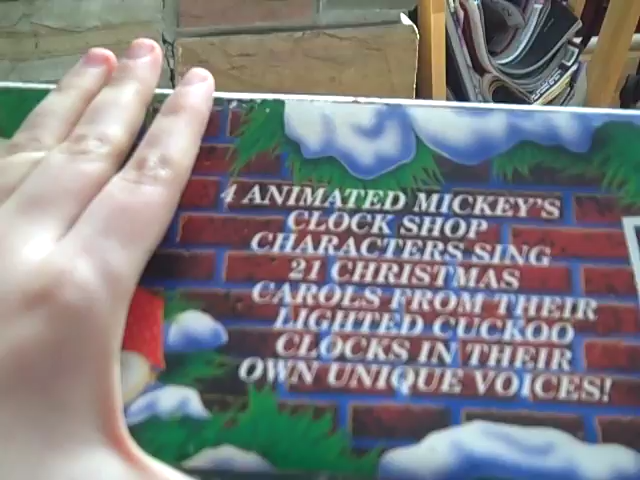 4 ANIMATED MICKEY'S
CLOCK SHOP
CHARACTERS SING
21 CHRISTMAS
CAROLS FROM THEIR
LIGHTED CUCKOO
CLOCKS IN THEIR
OWN UNIQUE VOICES!